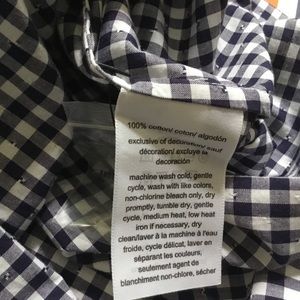 100% cotton/ coton/ algodón
exclusive of decoration/ sauf
décoration/ excluye la
decoración
machine wash cold, gentle
cycle, wash with like colors,
non-chlorine bleach only, dry
promptly, tumble dry, gentle
cycle, medium heat, low heat
iron if necessary, dry
clean/laver à la machine à l'eau
froide, cycle délicat, laver en
séparant les couleurs,
seulement agent de
blanchiment non-chloré, sécher